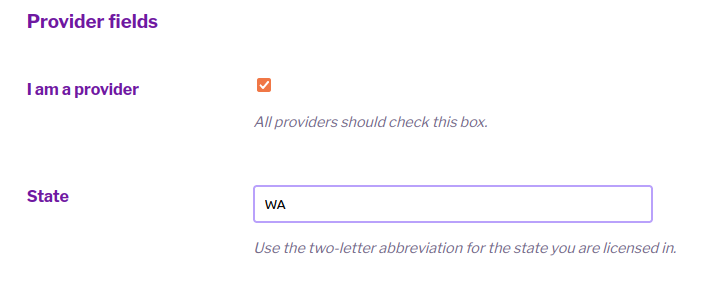 Provider fields
I am a provider
All providers should check this box.
State
WA
Use the two-letter abbreviation for the state you are licensed in.